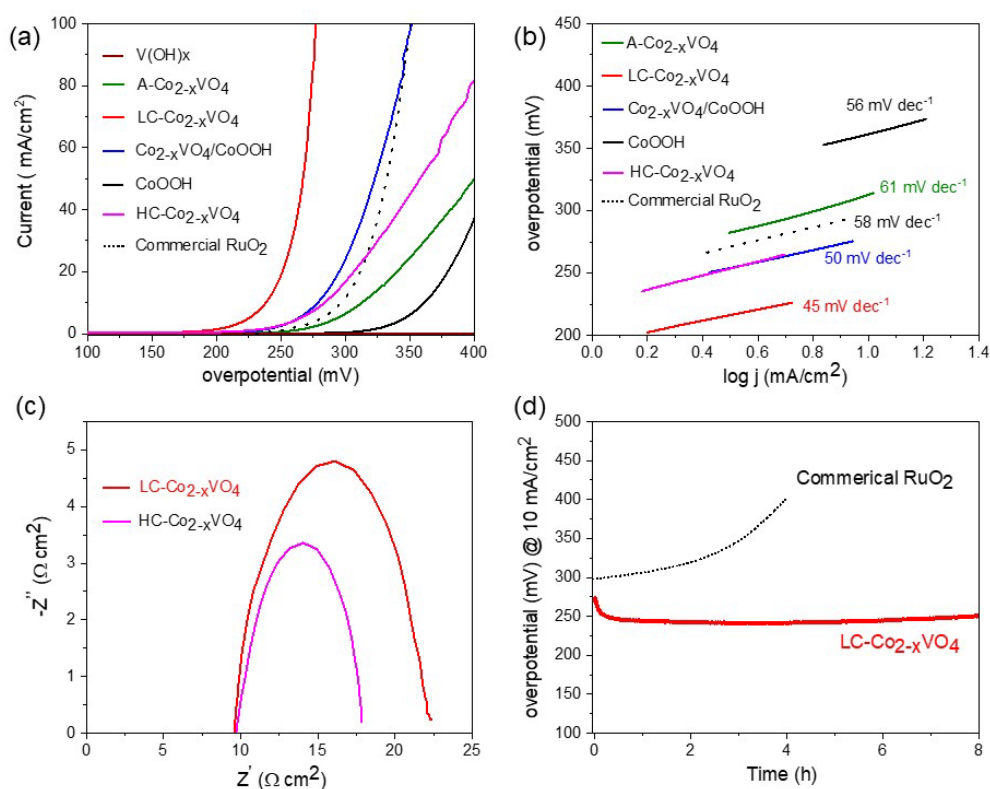 (a)
100
80
60
40
20
0
Current ( mA/cm²)
V(OH)x
A-Co₂₋ₓVO₄
LC-Co₂₋ₓVO₄
Co₂₋ₓVO₄/CoOOH
CoOOH
HC-Co₂₋ₓVO₄
Commercial RuO₂
100 150 200 250 300 350 400
overpotential (mV)
(b)
450
400
350
300
250
200
overpotential (mV)
A-Co₂₋ₓVO₄
LC-Co₂₋ₓVO₄
Co₂₋ₓVO₄/CoOOH
CoOOH
HC-Co₂₋ₓVO₄
Commercial RuO₂
56 mV dec⁻¹
61 mV dec⁻¹
58 mV dec⁻¹
50 mV dec⁻¹
45 mV dec⁻¹
0.0 0.2 0.4 0.6 0.8 1.0 1.2 1.4
log j (mA/cm²)
(c)
5
4
3
2
1
0
-Z'' (Ω cm²)
LC-Co₂₋ₓVO₄
HC-Co₂₋ₓVO₄
0 5 10 15 20 25
Z' (Ω cm²)
(d)
500
450
400
350
300
250
200
150
100
overpotential (mV) @ 10 mA/cm²
Commerical RuO₂
LC-Co₂₋ₓVO₄
0 2 4 6 8
Time (h)